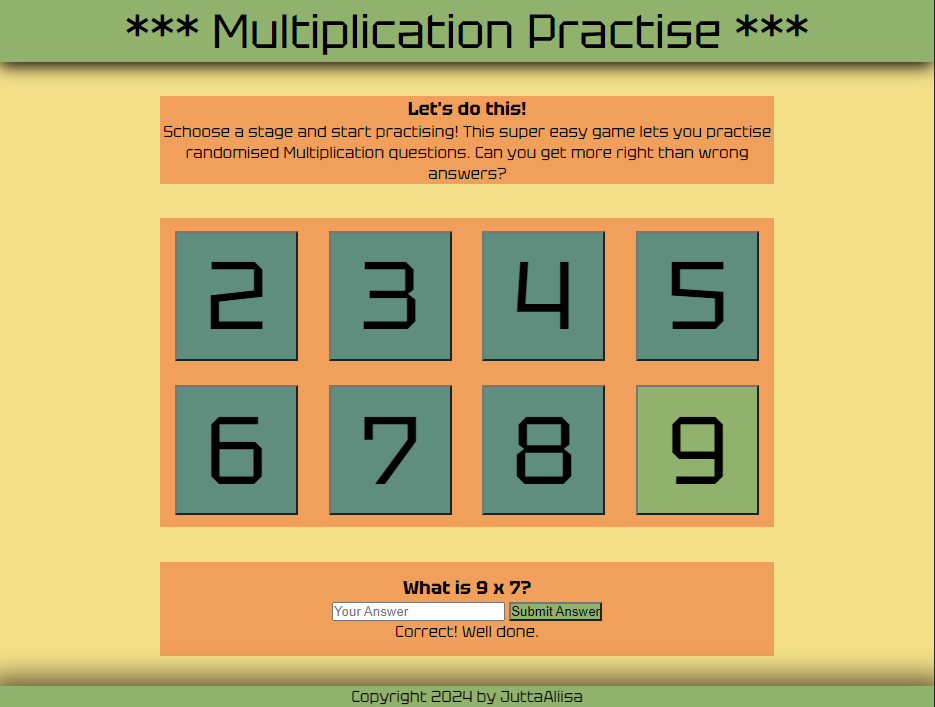 *** Multiplication Practise ***
Let's do this!
Schoose a stage and start practising! This super easy game lets you practise
randomised Multiplication questions. Can you get more right than wrong
answers?
2 3 4 5
6 7 8 9
What is 9 x 7?
Your Answer Submit Answer
Correct! Well done.
Copyright 2024 by JuttaAliisa